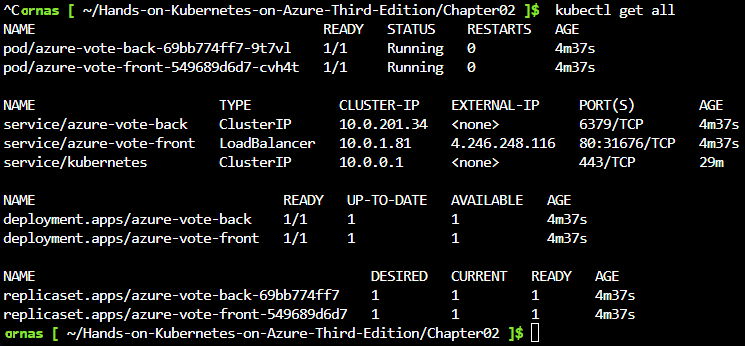 ^Cornas [ ~/Hands-on-Kubernetes-on-Azure-Third-Edition/Chapter02 ]$ kubectl get all
NAME READY STATUS RESTARTS AGE
pod/azure-vote-back-69bb774ff7-9t7vl 1/1 Running 0 4m37s
pod/azure-vote-front-549689d6d7-cvh4t 1/1 Running 0 4m37s
NAME TYPE CLUSTER-IP EXTERNAL-IP PORT(S) AGE
service/azure-vote-back ClusterIP 10.0.201.34 <none> 6379/TCP 4m37s
service/azure-vote-front LoadBalancer 10.0.1.81 4.246.248.116 80:31676/TCP 4m37s
service/kubernetes ClusterIP 10.0.0.1 <none> 443/TCP 29m
NAME READY UP-TO-DATE AVAILABLE AGE
deployment.apps/azure-vote-back 1/1 1 1 4m37s
deployment.apps/azure-vote-front 1/1 1 1 4m37s
NAME DESIRED CURRENT READY AGE
replicaset.apps/azure-vote-back-69bb774ff7 1 1 1 4m37s
replicaset.apps/azure-vote-front-549689d6d7 1 1 1 4m37s
ornas [ ~/Hands-on-Kubernetes-on-Azure-Third-Edition/Chapter02 ]$